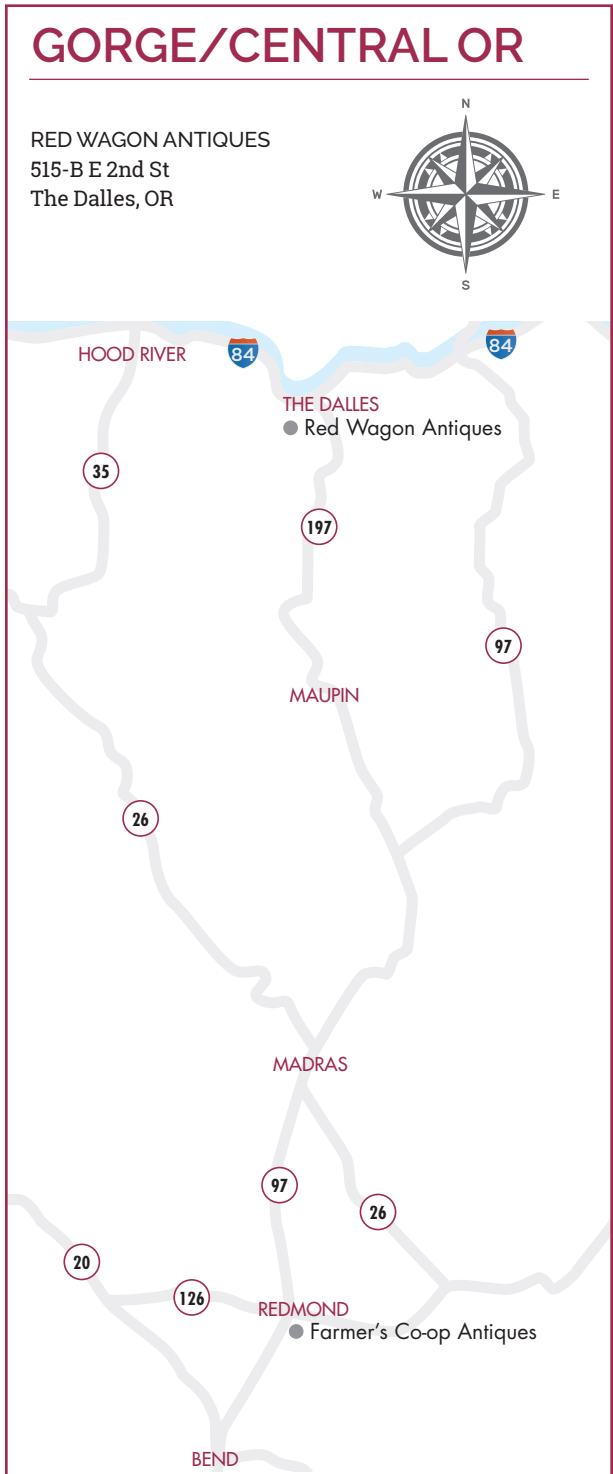 GORGE/CENTRAL OR
RED WAGON ANTIQUES
515-B E 2nd St
The Dalles, OR
N
W
E
S
HOOD RIVER
84
84
THE DALLES
Red Wagon Antiques
35
197
97
MAUPIN
26
MADRAS
97
26
20
126
REDMOND
Farmer's Co-op Antiques
BEND